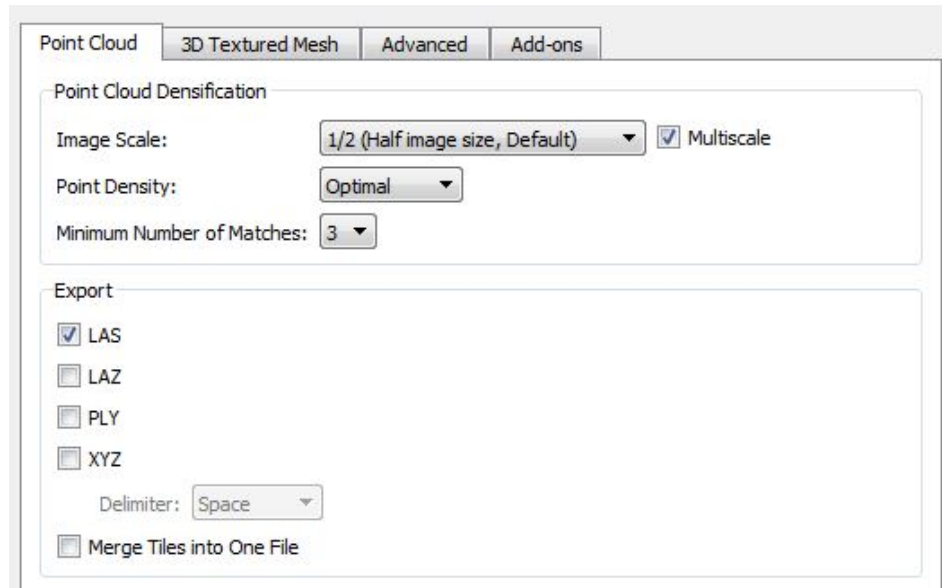 Point Cloud 3D Textured Mesh Advanced Add-ons
Point Cloud Densification
Image Scale: 1/2 (Half image size, Default) Multiscale
Point Density: Optimal
Minimum Number of Matches: 3
Export
LAS
LAZ
PLY
XYZ
Delimiter: Space
Merge Tiles into One File